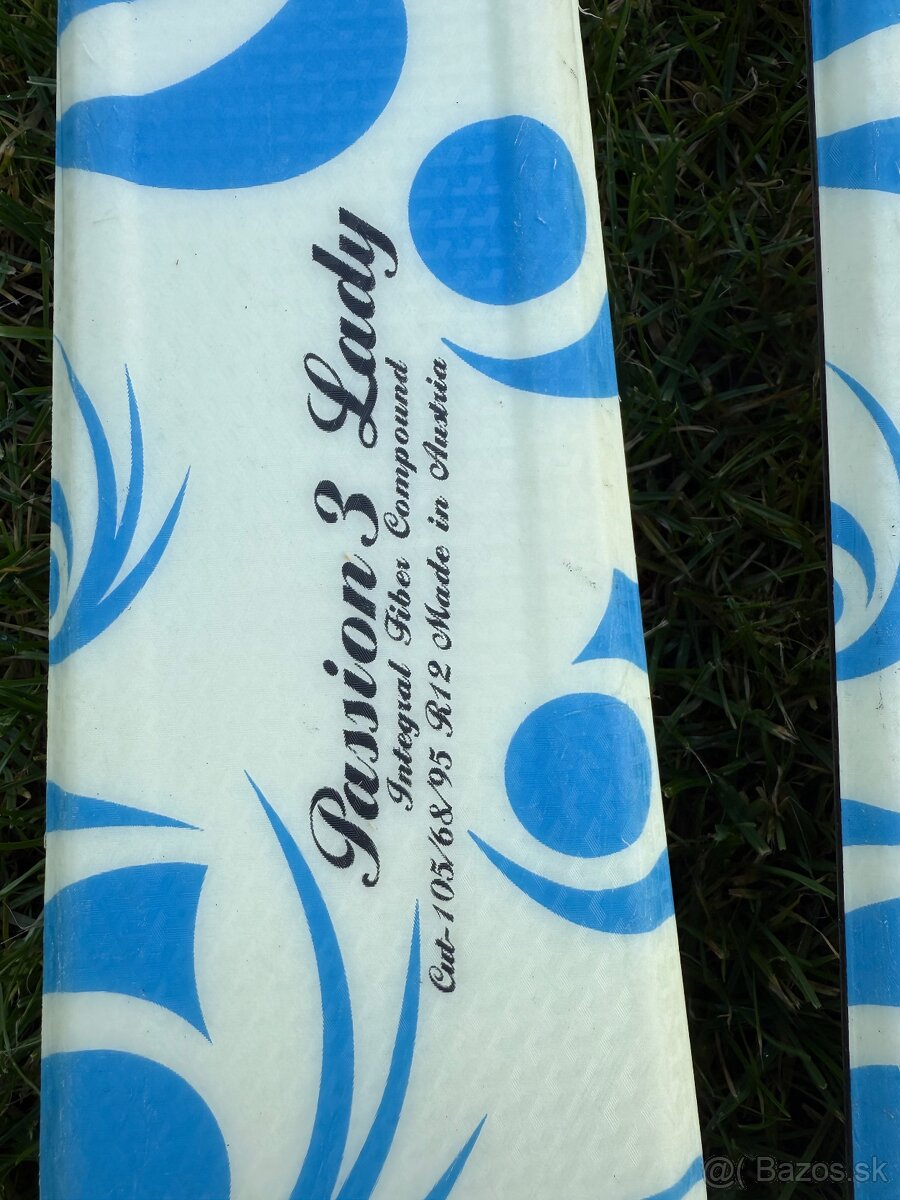 Passion 3 Lady
Integral Fiber Compound
Cut-105/68/95 R12 Made in Austria
@( Bazos.sk